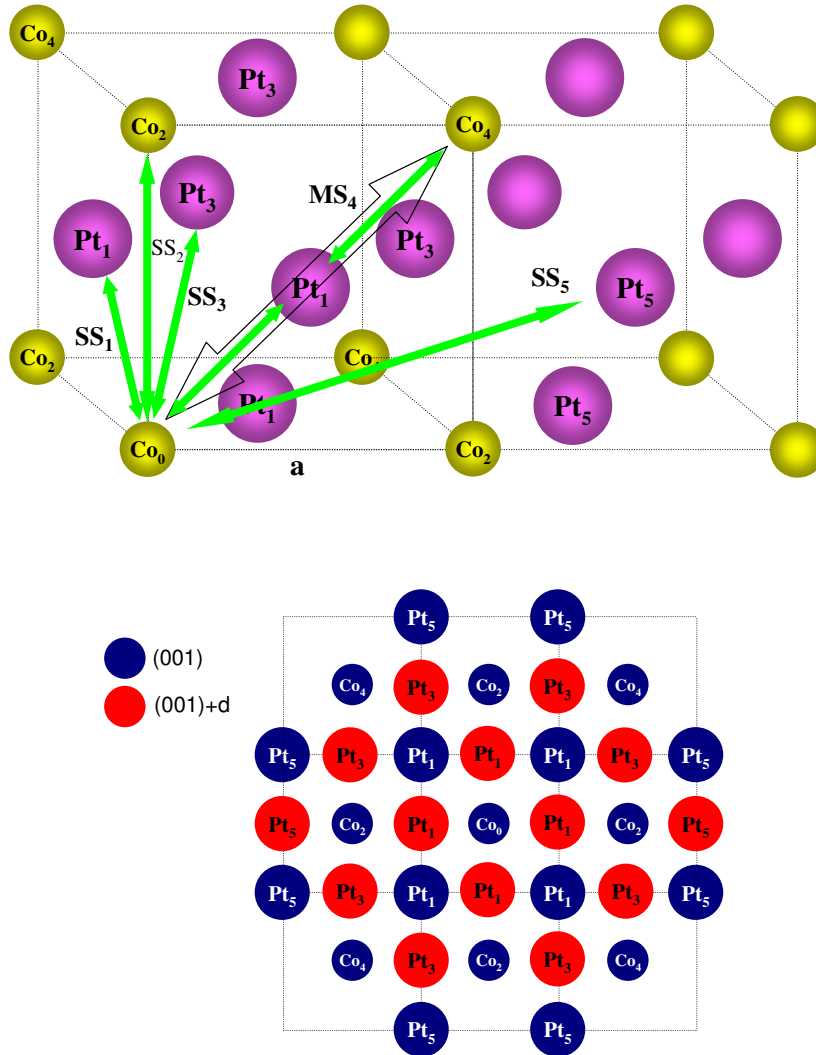 Co₄
Pt₃
Co₂
Co₄
Pt₃
MS₄
Pt₁
SS₂
Pt₃
SS₃
Pt₁
SS₅
Pt₅
SS₁
Co₂
Co
Pt₁
Pt₅
Co₀
Co₂
a
Pt₅ Pt₅
(001)
Co₄ Pt₃ Co₂ Pt₃ Co₄
(001)+d
Pt₅ Pt₃ Pt₁ Pt₁ Pt₁ Pt₃ Pt₅
Pt₅ Co₂ Pt₁ Co₀ Pt₁ Co₂ Pt₅
Pt₅ Pt₃ Pt₁ Pt₁ Pt₁ Pt₃ Pt₅
Co₄ Pt₃ Co₂ Pt₃ Co₄
Pt₅ Pt₅